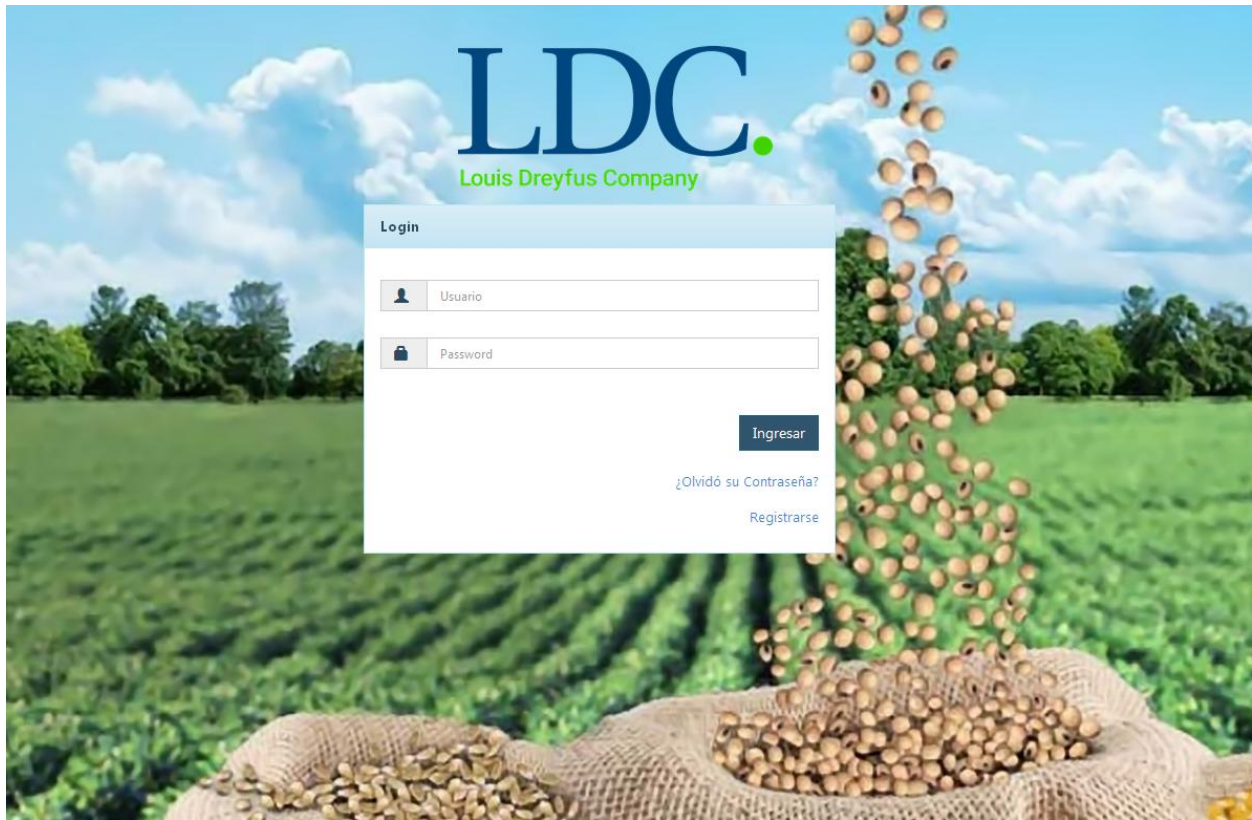 LDC.
Louis Dreyfus Company
Login
Usuario
Password
Ingresar
¿Olvidó su Contraseña?
Registrarse